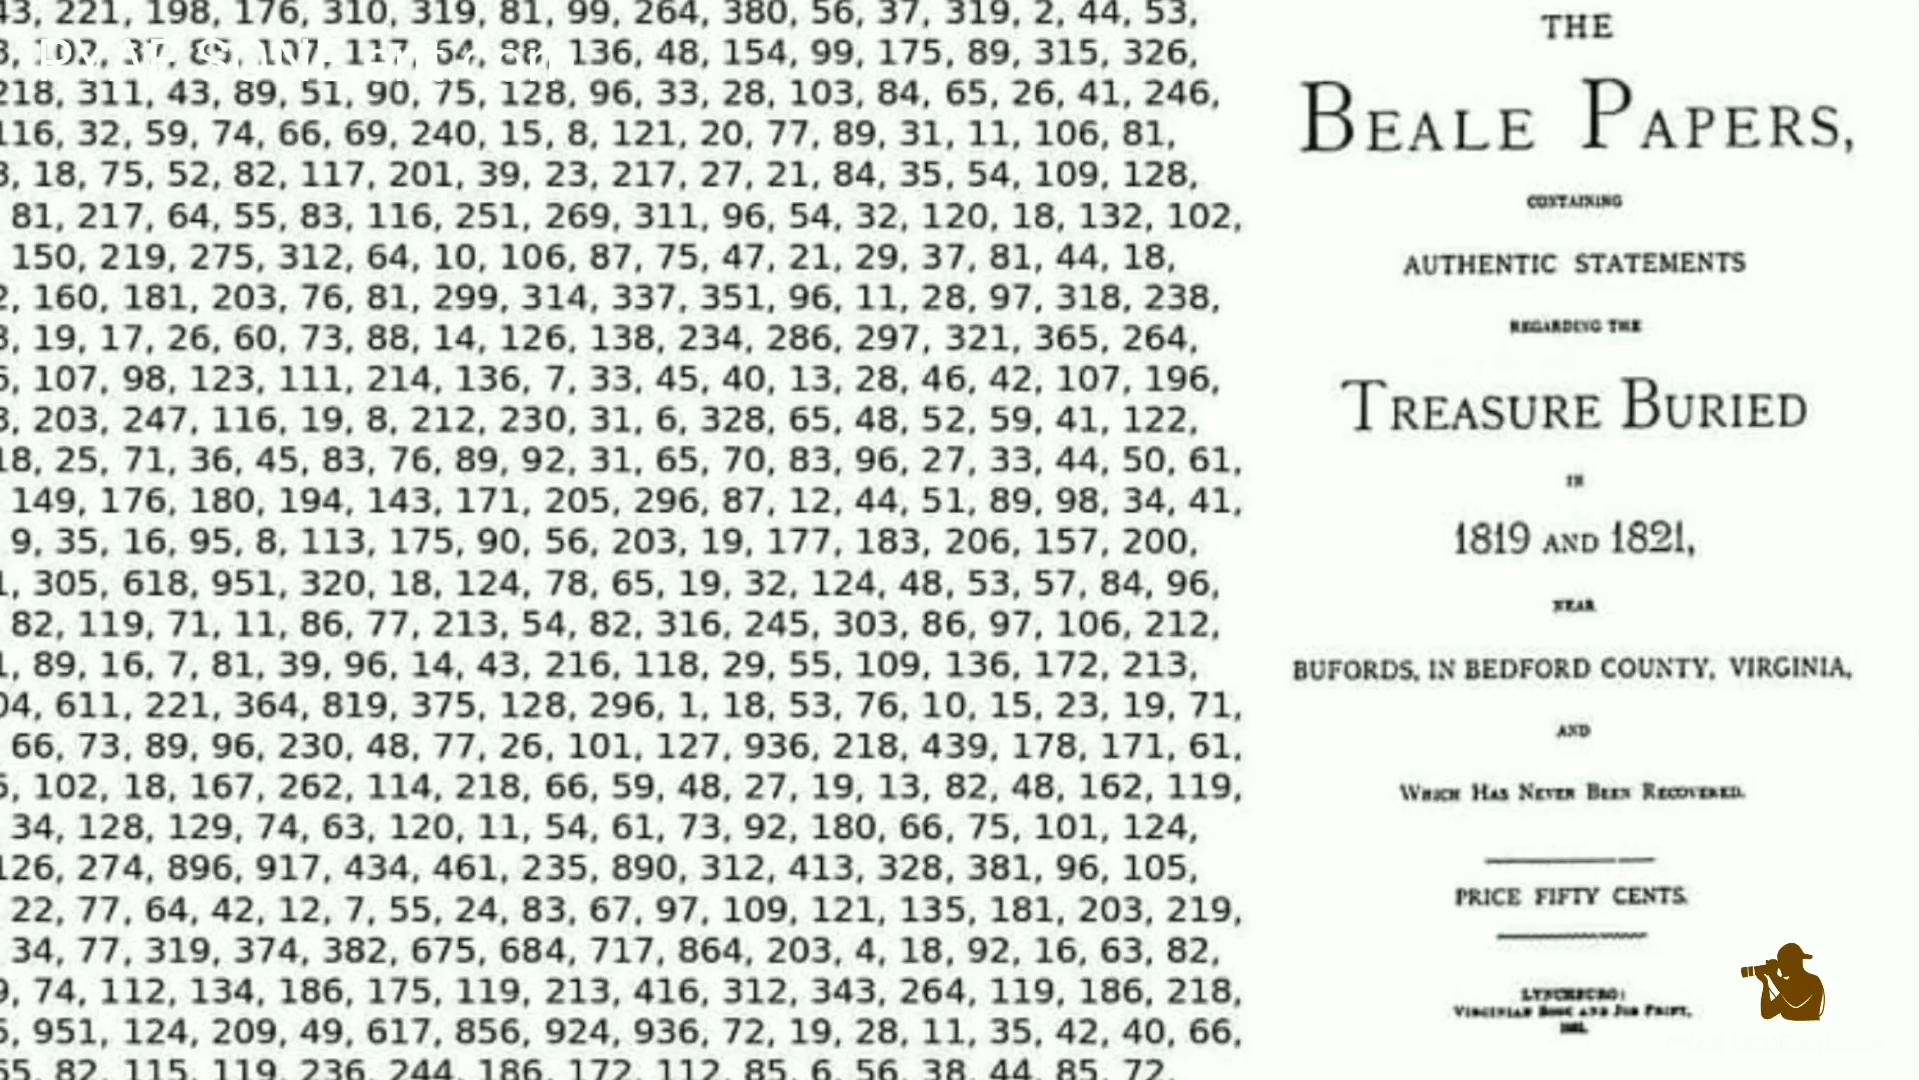 43, 221, 198, 176, 310, 319, 81, 99, 264, 380, 56, 37, 319, 2, 44, 53,
136, 48, 154, 99, 175, 89, 315, 326,
218, 311, 43, 89, 51, 90, 75, 128, 96, 33, 28, 103, 84, 65, 26, 41, 246,
116, 32, 59, 74, 66, 69, 240, 15, 8, 121, 20, 77, 89, 31, 11, 106, 81,
18, 75, 52, 82, 117, 201, 39, 23, 217, 27, 21, 84, 35, 54, 109, 128,
81, 217, 64, 55, 83, 116, 251, 269, 311, 96, 54, 32, 120, 18, 132, 102,
150, 219, 275, 312, 64, 10, 106, 87, 75, 47, 21, 29, 37, 81, 44, 18,
160, 181, 203, 76, 81, 299, 314, 337, 351, 96, 11, 28, 97, 318, 238,
19, 17, 26, 60, 73, 88, 14, 126, 138, 234, 286, 297, 321, 365, 264,
107, 98, 123, 111, 214, 136, 7, 33, 45, 40, 13, 28, 46, 42, 107, 196,
203, 247, 116, 19, 8, 212, 230, 31, 6, 328, 65, 48, 52, 59, 41, 122,
18, 25, 71, 36, 45, 83, 76, 89, 92, 31, 65, 70, 83, 96, 27, 33, 44, 50, 61,
149, 176, 180, 194, 143, 171, 205, 296, 87, 12, 44, 51, 89, 98, 34, 41,
9, 35, 16, 95, 8, 113, 175, 90, 56, 203, 19, 177, 183, 206, 157, 200,
305, 618, 951, 320, 18, 124, 78, 65, 19, 32, 124, 48, 53, 57, 84, 96,
82, 119, 71, 11, 86, 77, 213, 54, 82, 316, 245, 303, 86, 97, 106, 212,
89, 16, 7, 81, 39, 96, 14, 43, 216, 118, 29, 55, 109, 136, 172, 213,
04, 611, 221, 364, 819, 375, 128, 296, 1, 18, 53, 76, 10, 15, 23, 19, 71,
66, 73, 89, 96, 230, 48, 77, 26, 101, 127, 936, 218, 439, 178, 171, 61,
102, 18, 167, 262, 114, 218, 66, 59, 48, 27, 19, 13, 82, 48, 162, 119,
34, 128, 129, 74, 63, 120, 11, 54, 61, 73, 92, 180, 66, 75, 101, 124,
126, 274, 896, 917, 434, 461, 235, 890, 312, 413, 328, 381, 96, 105,
22, 77, 64, 42, 12, 7, 55, 24, 83, 67, 97, 109, 121, 135, 181, 203, 219,
34, 77, 319, 374, 382, 675, 684, 717, 864, 203, 4, 18, 92, 16, 63, 82,
74, 112, 134, 186, 175, 119, 213, 416, 312, 343, 264, 119, 186, 218,
951, 124, 209, 49, 617, 856, 924, 936, 72, 19, 28, 11, 35, 42, 40, 66,
82, 115, 119, 236, 244, 186, 172, 112, 85, 6, 56, 38, 44, 85, 72,
THE
BEALE PAPERS,
CONTAINING
AUTHENTIC STATEMENTS
REGARDING THE
TREASURE BURIED
IN
1819 AND 1821,
NEAR
BUFORDS, IN BEDFORD COUNTY, VIRGINIA,
AND
WHICH HAS NEVER BEEN RECOVERED.
PRICE FIFTY CENTS.
LYNCHBURG:
VIRGINIAN BOOK AND JOB PRINT,